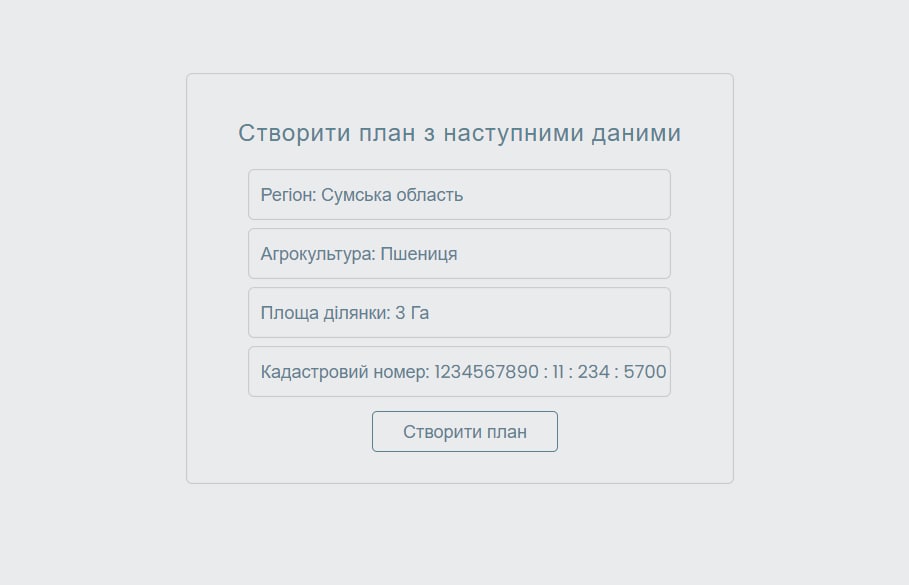 Створити план з наступними даними
Регіон: Сумська область
Агрокультура: Пшениця
Площа ділянки: 3 Га
Кадастровий номер: 1234567890 : 11 : 234 : 5700
Створити план